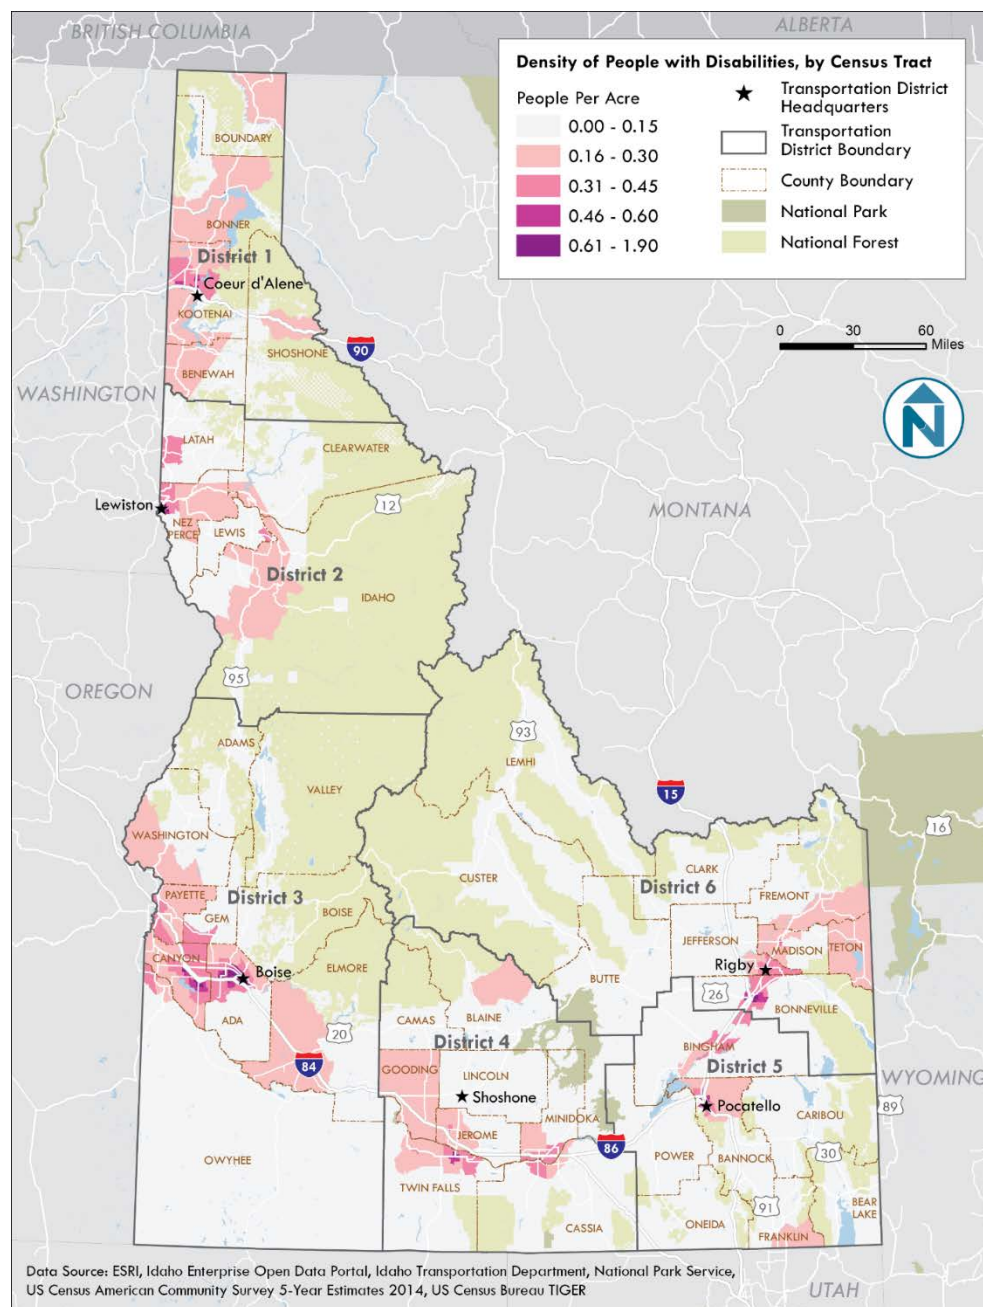 BRITISH COLUMBIA
ALBERTA
Density of People with Disabilities, by Census Tract
People Per Acre
0.00 - 0.15
0.16 - 0.30
0.31 - 0.45
0.46 - 0.60
0.61 - 1.90
Transportation District
Headquarters
Transportation
District Boundary
County Boundary
National Park
National Forest
0 30 60
Miles
N
BOUNDARY
BONNER
District 1
Coeur d'Alene
KOOTENAI
90
SHOSHONE
BENEWAH
WASHINGTON
LATAH
CLEARWATER
Lewiston
12
MONTANA
NEZ
PERCE
LEWIS
District 2
IDAHO
95
OREGON
ADAMS
93
LEMHI
VALLEY
15
WASHINGTON
16
CLARK
CUSTER
District 6
PAYETTE
District 3
FREMONT
GEM
BOISE
JEFFERSON
MADISON
TETON
CANYON
Boise
ELMORE
Rigby
BUTTE
26
BONNEVILLE
ADA
20
CAMAS
BLAINE
District 4
BINGHAM
District 5
84
GOODING
LINCOLN
Shoshone
WYOMING
Pocatello
CARIBOU
89
MINIDOKA
JEROME
86
OWYHEE
POWER
BANNOCK
30
TWIN FALLS
BEAR
LAKE
CASSIA
ONEIDA
91
FRANKLIN
Data Source: ESRI, Idaho Enterprise Open Data Portal, Idaho Transportation Department, National Park Service,
US Census American Community Survey 5-Year Estimates 2014, US Census Bureau TIGER
UTAH